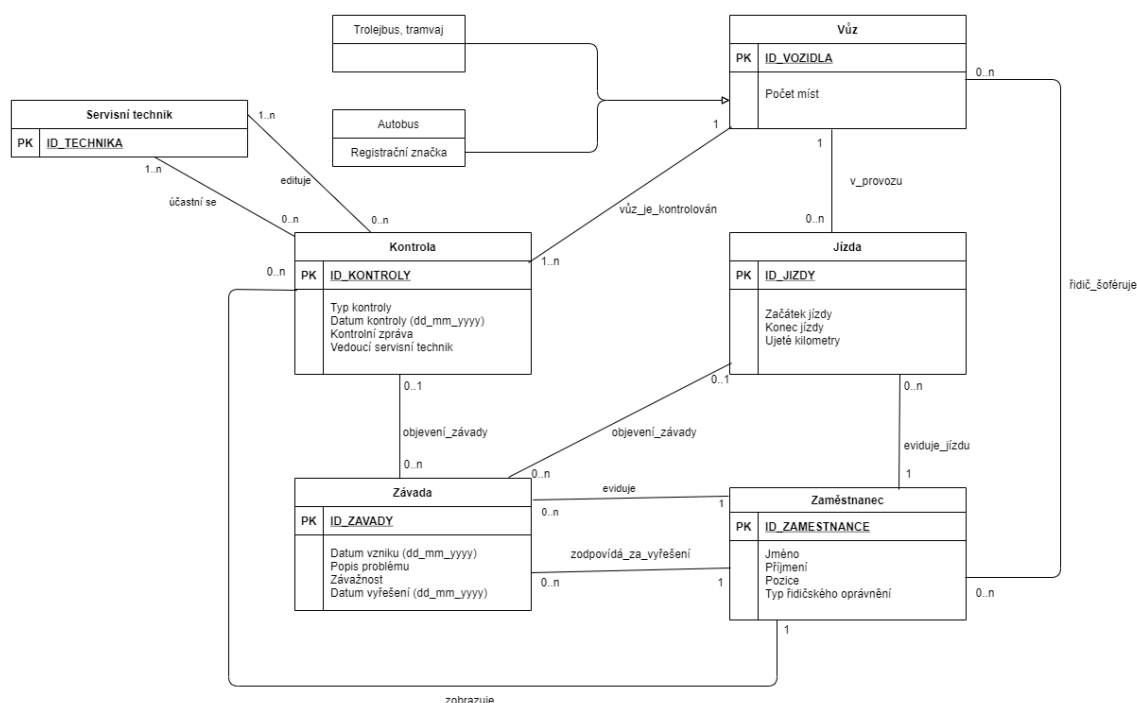 Trolejbus, tramvaj
Vůz
PK ID_VOZIDLA
Počet míst
0..n
Servisní technik
PK ID_TECHNIKA
1..n
Autobus
Registrační značka
1
1
1..n
edituje
účastní se
v_provozu
0..n
0..n
vůz_je_kontrolován
0..n
Kontrola
Jízda
0..n
1..n
PK ID_KONTROLY
PK ID_JIZDY
řidič_šoféruje
Typ kontroly
Datum kontroly (dd_mm_yyyy)
Kontrolní zpráva
Vedoucí servisní technik
Začátek jízdy
Konec jízdy
Ujeté kilometry
0..1
0..1
0..n
objevení_závady
objevení_závady
eviduje_jízdu
0..n
0..n
1
Závada
eviduje
Zaměstnanec
0..n
1
PK ID_ZAVADY
PK ID_ZAMESTNANCE
Datum vzniku (dd_mm_yyyy)
Popis problému
Závažnost
Datum vyřešení (dd_mm_yyyy)
zodpovídá_za_vyřešení
0..n
1
Jméno
Příjmení
Pozice
Typ řidičského oprávnění
0..n
1
zobrazuje